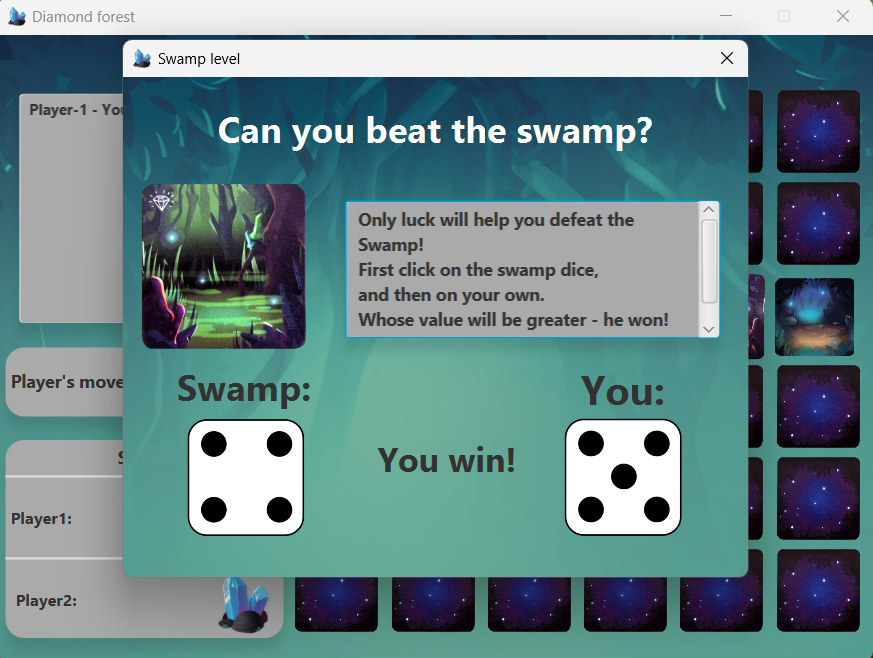 Diamond forest
Swamp level
Player-1 - You
Can you beat the swamp?
Only luck will help you defeat the
Swamp!
First click on the swamp dice,
and then on your own.
Whose value will be greater - he won!
Player's move
Swamp:
You:
You win!
Player1:
Player2: